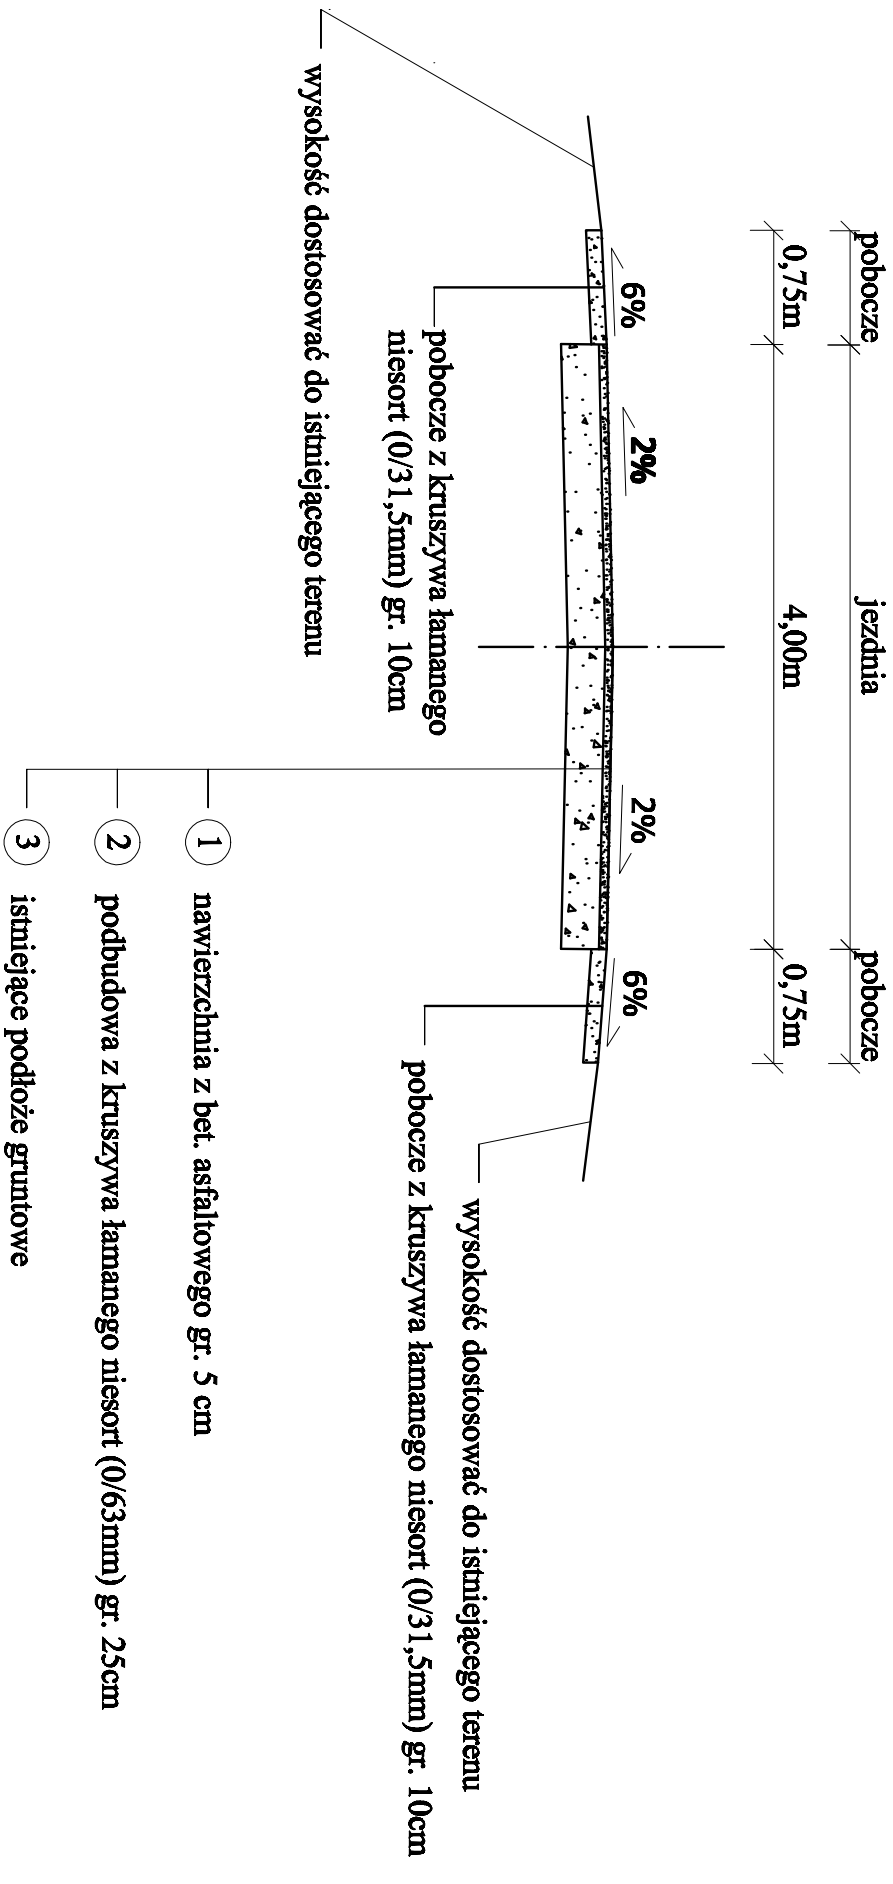 pobocze
jezdnia
pobocze
0,75m
4,00m
0,75m
6%
2%
2%
6%
wysokość dostosować do istniejącego terenu
pobocze z kruszywa łamanego
niesort (0/31,5mm) gr. 10cm
wysokość dostosować do istniejącego terenu
pobocze z kruszywa łamanego niesort (0/31,5mm) gr. 10cm
1 nawierzchnia z bet. asfaltowego gr. 5 cm
2 podbudowa z kruszywa łamanego niesort (0/63mm) gr. 25cm
3 istniejące podłoże gruntowe